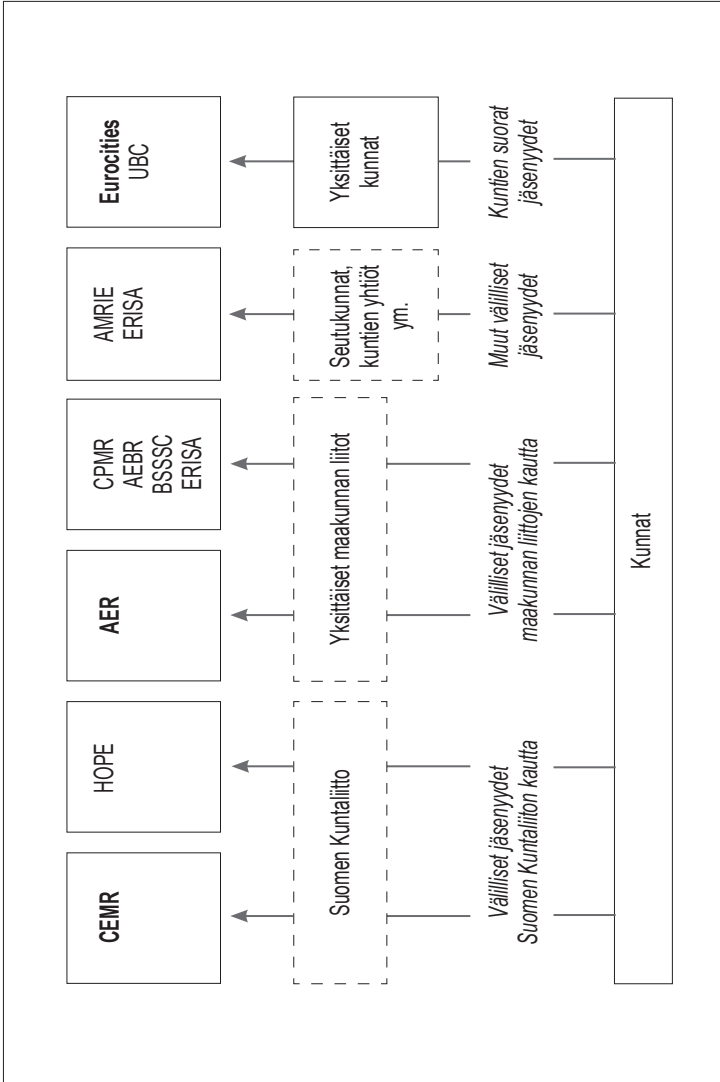 CEMR
HOPE
AER
CPMR
AEBR
BSSSC
ERISA
AMRIE
ERISA
Eurocities
UBC
Suomen Kuntaliitto
Yksittäiset maakunnan liitot
Seutukunnat,
kuntien yhtiöt
ym.
Yksittäiset
kunnat
Välilliset jäsenyydet
Suomen Kuntaliiton kautta
Välilliset jäsenyydet
maakunnan liittojen kautta
Muut välilliset
jäsenyydet
Kuntien suorat
jäsenyydet
Kunnat